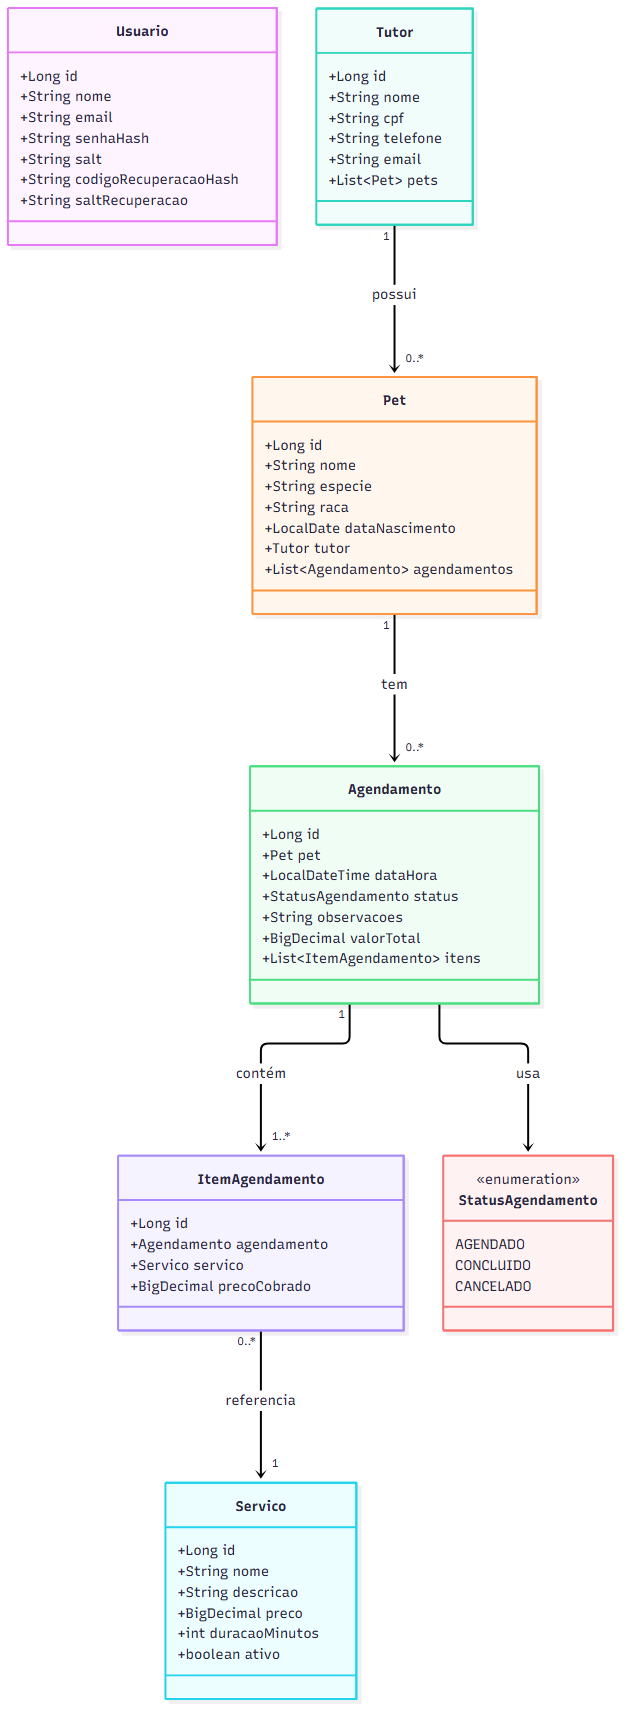 Usuario
+Long id
+String nome
+String email
+String senhaHash
+String salt
+String codigoRecuperacaoHash
+String saltRecuperacao
Tutor
+Long id
+String nome
+String cpf
+String telefone
+String email
+List<Pet> pets
1
possui
0..*
Pet
+Long id
+String nome
+String especie
+String raca
+LocalDate dataNascimento
+Tutor tutor
+List<Agendamento> agendamentos
1
tem
0..*
Agendamento
+Long id
+Pet pet
+LocalDateTime dataHora
+StatusAgendamento status
+String observacoes
+BigDecimal valorTotal
+List<ItemAgendamento> itens
1
contém
1..*
usa
ItemAgendamento
+Long id
+Agendamento agendamento
+Servico servico
+BigDecimal precoCobrado
«enumeration»
StatusAgendamento
AGENDADO
CONCLUIDO
CANCELADO
0..*
referencia
1
Servico
+Long id
+String nome
+String descricao
+BigDecimal preco
+int duracaoMinutos
+boolean ativo